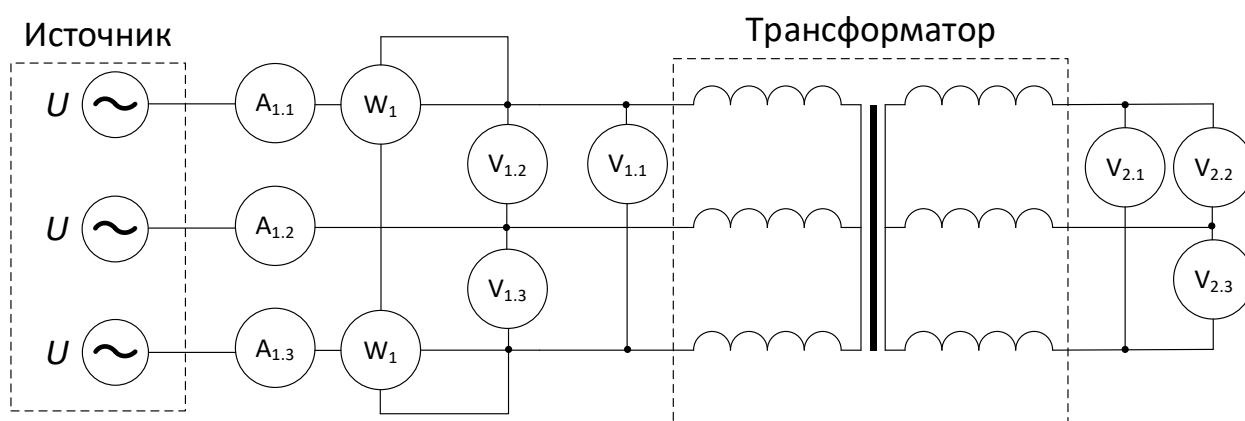 Источник
Трансформатор
U
A1.1
W1
V1.2
V1.1
V2.1
V2.2
U
A1.2
V1.3
V2.3
U
A1.3
W1